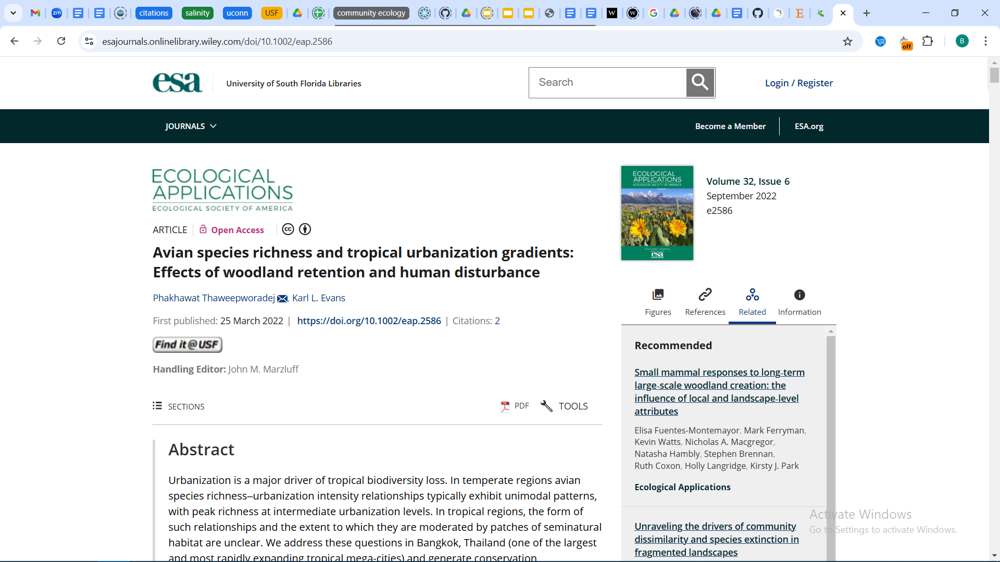 citations
salinity
uconn
USF
community ecology
esajournals.onlinelibrary.wiley.com/doi/10.1002/eap.2586
off
B
esa
University of South Florida Libraries
Search
Login / Register
JOURNALS
Become a Member
ESA.org
ECOLOGICAL
APPLICATIONS
ECOLOGICAL SOCIETY OF AMERICA
ARTICLE
Open Access
cc
Avian species richness and tropical urbanization gradients:
Effects of woodland retention and human disturbance
Phakhawat Thaweepworadej, Karl L. Evans
First published: 25 March 2022 | https://doi.org/10.1002/eap.2586 | Citations: 2
Find it@USF
Handling Editor: John M. Marzluff
SECTIONS
PDF
TOOLS
Abstract
Urbanization is a major driver of tropical biodiversity loss. In temperate regions avian
species richness–urbanization intensity relationships typically exhibit unimodal patterns,
with peak richness at intermediate urbanization levels. In tropical regions, the form of
such relationships and the extent to which they are moderated by patches of seminatural
habitat are unclear. We address these questions in Bangkok, Thailand (one of the largest
and most rapidly expanding tropical mega-cities) and generate conservation
ECOLOGICAL
APPLICATIONS
ECOLOGICAL SOCIETY OF AMERICA
esa
Volume 32, Issue 6
September 2022
e2586
Figures
References
Related
Information
Recommended
Small mammal responses to long-term
large-scale woodland creation: the
influence of local and landscape-level
attributes
Elisa Fuentes-Montemayor, Mark Ferryman,
Kevin Watts, Nicholas A. Macgregor,
Natasha Hambly, Stephen Brennan,
Ruth Coxon, Holly Langridge, Kirsty J. Park
Ecological Applications
Unraveling the drivers of community
dissimilarity and species extinction in
fragmented landscapes
Activate Windows
Go to Settings to activate Windows.